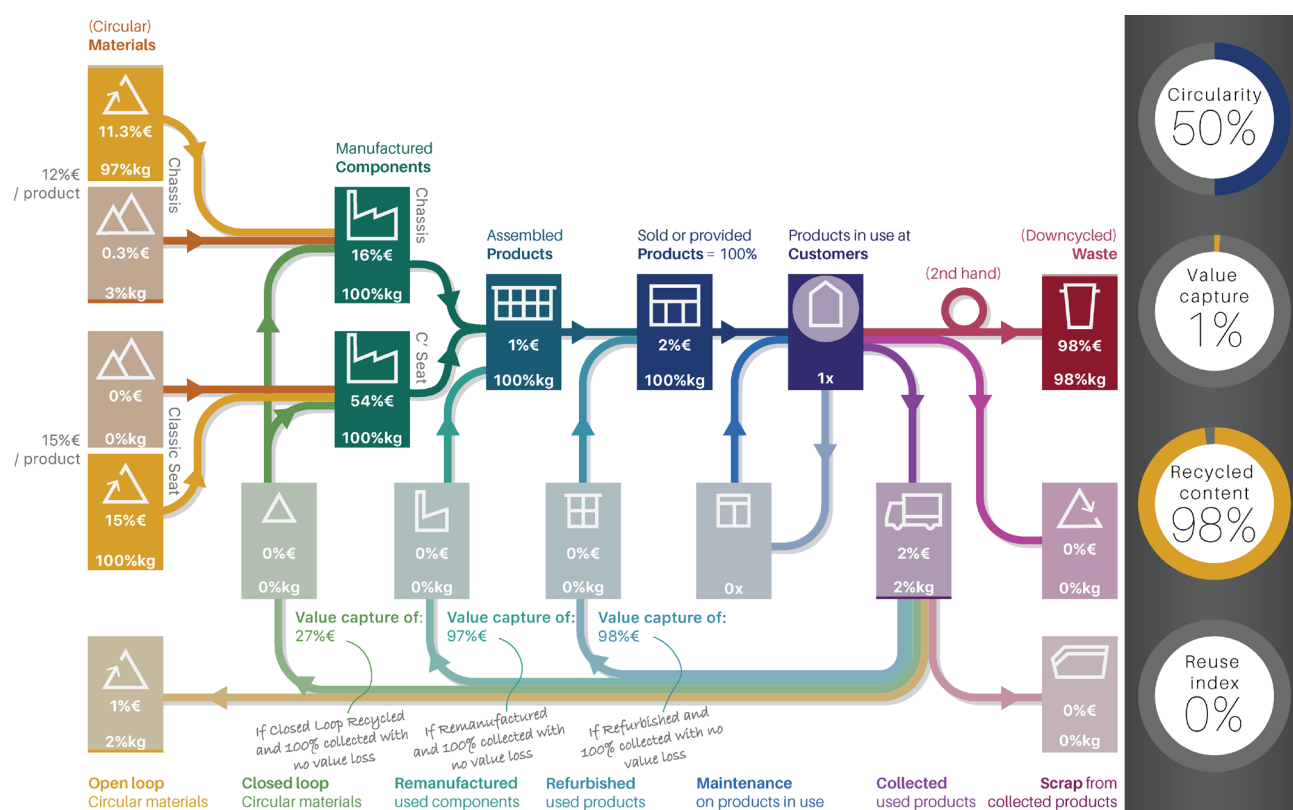 (Circular)
Materials
11.3%€
97%kg
12%€
/ product
Chassis
0.3%€
3%kg
0%€
0%kg
15%€
/ product
Classic Seat
15%€
100%kg
Manufactured
Components
Chassis
16%€
100%kg
C' Seat
54%€
100%kg
Assembled
Products
1%€
100%kg
Sold or provided
Products = 100%
2%€
100%kg
Products in use at
Customers
1x
(2nd hand)
(Downcycled)
Waste
98%€
98%kg
0%€
0%kg
0%€
0%kg
0%€
0%kg
0x
2%€
2%kg
0%€
0%kg
Value capture of:
27%€
Value capture of:
97%€
Value capture of:
98%€
If Closed Loop Recycled
and 100% collected with
no value loss
If Remanufactured
and 100% collected with
no value loss
If Refurbished and
100% collected with no
value loss
1%€
2%kg
0%€
0%kg
Open loop
Circular materials
Closed loop
Circular materials
Remanufactured
used components
Refurbished
used products
Maintenance
on products in use
Collected
used products
Scrap from
collected products
Circularity
50%
Value
capture
1%
Recycled
content
98%
Reuse
index
0%